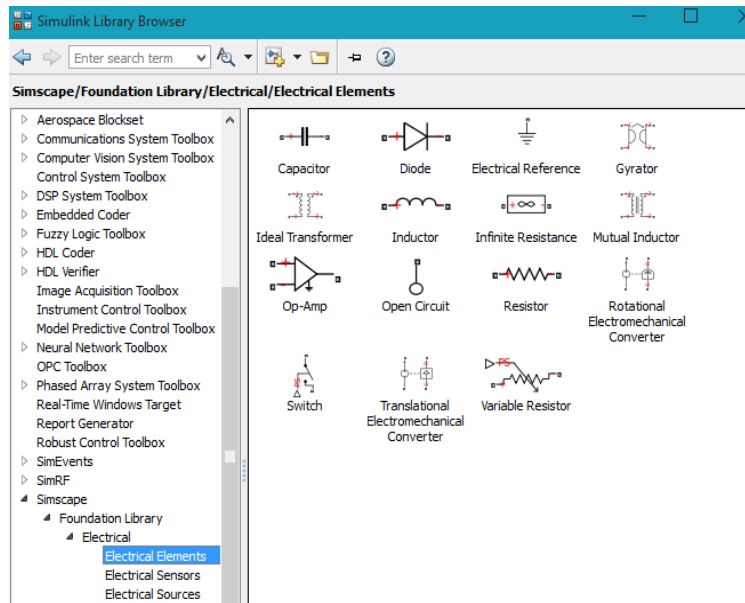 Simulink Library Browser
Enter search term
Simscape/Foundation Library/Electrical/Electrical Elements
Aerospace Blockset
Communications System Toolbox
Computer Vision System Toolbox
Control System Toolbox
DSP System Toolbox
Embedded Coder
Fuzzy Logic Toolbox
HDL Coder
HDL Verifier
Image Acquisition Toolbox
Instrument Control Toolbox
Model Predictive Control Toolbox
Neural Network Toolbox
OPC Toolbox
Phased Array System Toolbox
Real-Time Windows Target
Report Generator
Robust Control Toolbox
SimEvents
SimRF
Simscape
Foundation Library
Electrical
Electrical Elements
Electrical Sensors
Electrical Sources
Capacitor
Diode
Electrical Reference
Gyrator
Ideal Transformer
Inductor
Infinite Resistance
Mutual Inductor
Op-Amp
Open Circuit
Resistor
Rotational
Electromechanical
Converter
PS
Switch
Translational
Electromechanical
Converter
PS
Variable Resistor